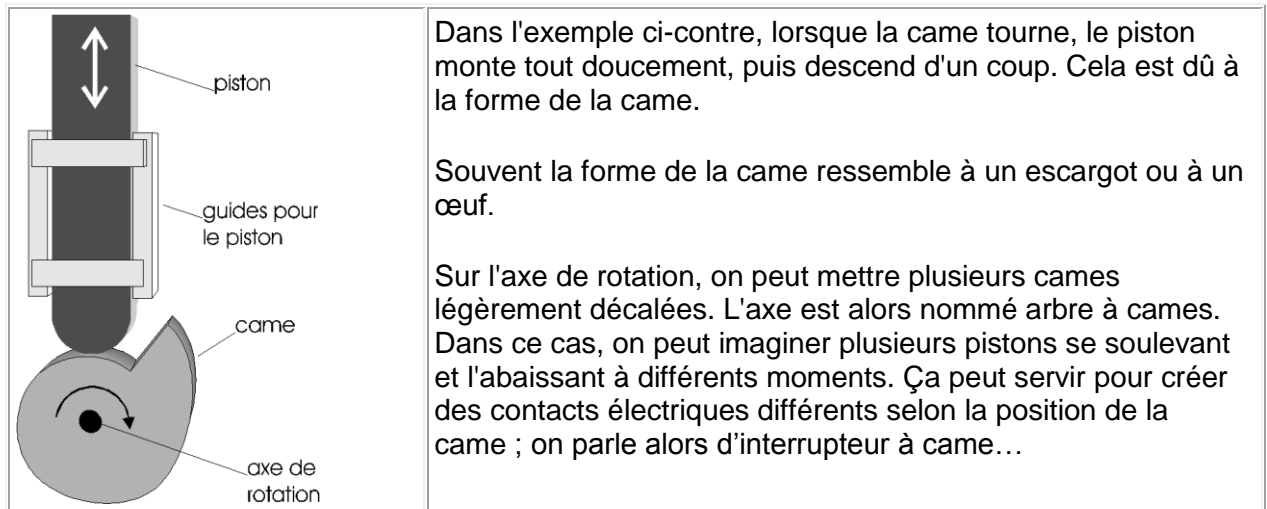 piston
guides pour
le piston
came
axe de
rotation
Dans l'exemple ci-contre, lorsque la came tourne, le piston
monte tout doucement, puis descend d'un coup. Cela est dû à
la forme de la came.
Souvent la forme de la came ressemble à un escargot ou à un
œuf.
Sur l'axe de rotation, on peut mettre plusieurs cames
légèrement décalées. L'axe est alors nommé arbre à cames.
Dans ce cas, on peut imaginer plusieurs pistons se soulevant
et l'abaissant à différents moments. Ça peut servir pour créer
des contacts électriques différents selon la position de la
came ; on parle alors d’interrupteur à came…